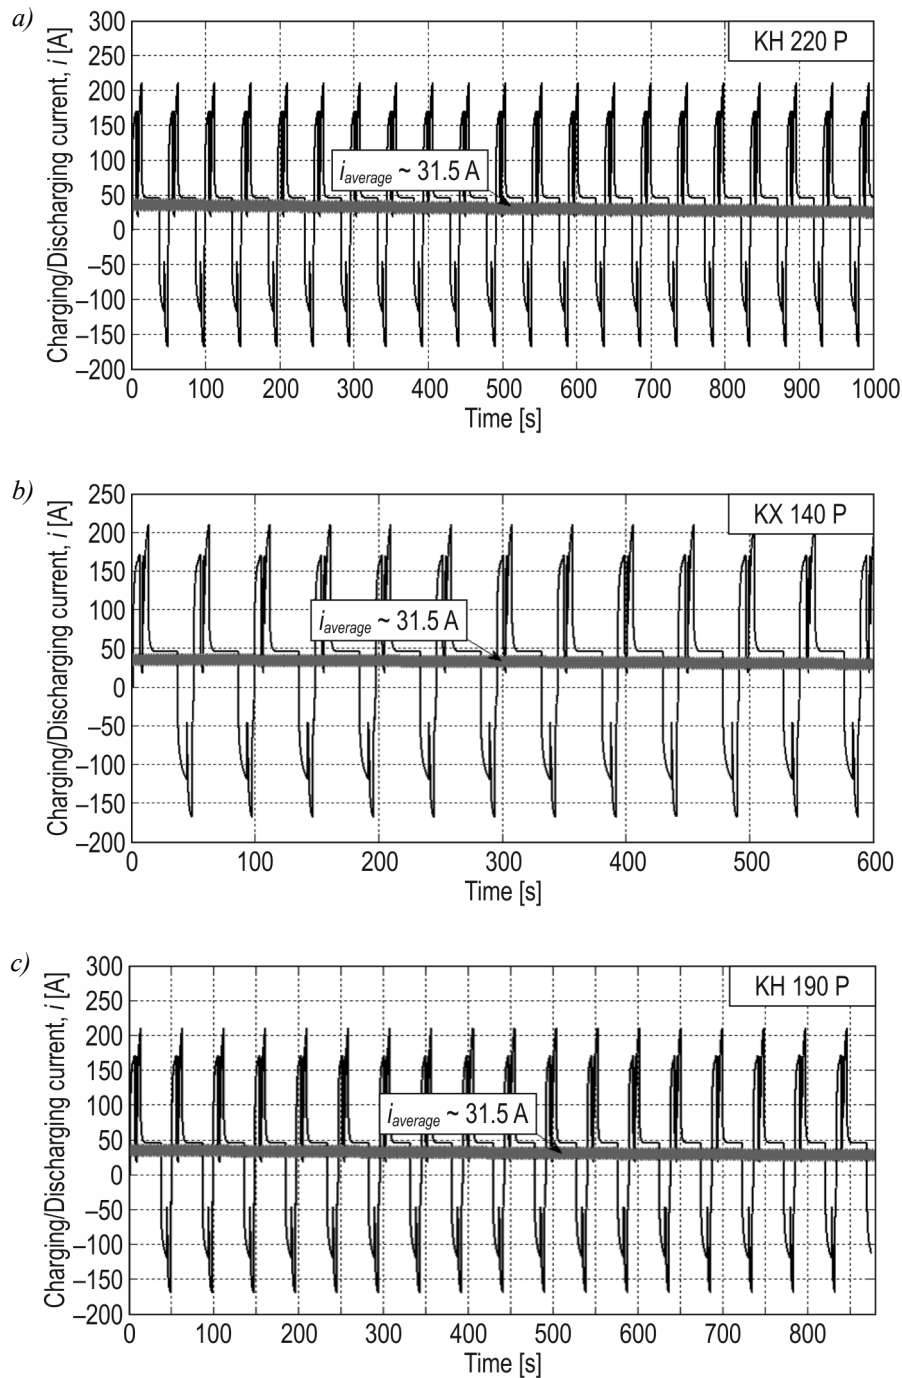 a)
Charging/Discharging current, i [A]
300
250
200
150
100
50
0
–50
–100
–150
–200
KH 220 P
i average ~ 31.5 A
0 100 200 300 400 500 600 700 800 900 1000
Time [s]
b)
Charging/Discharging current, i [A]
250
200
150
100
50
0
–50
–100
–150
–200
KX 140 P
i average ~ 31.5 A
0 100 200 300 400 500 600
Time [s]
c)
Charging/Discharging current, i [A]
300
250
200
150
100
50
0
–50
–100
–150
–200
KH 190 P
i average ~ 31.5 A
0 100 200 300 400 500 600 700 800
Time [s]